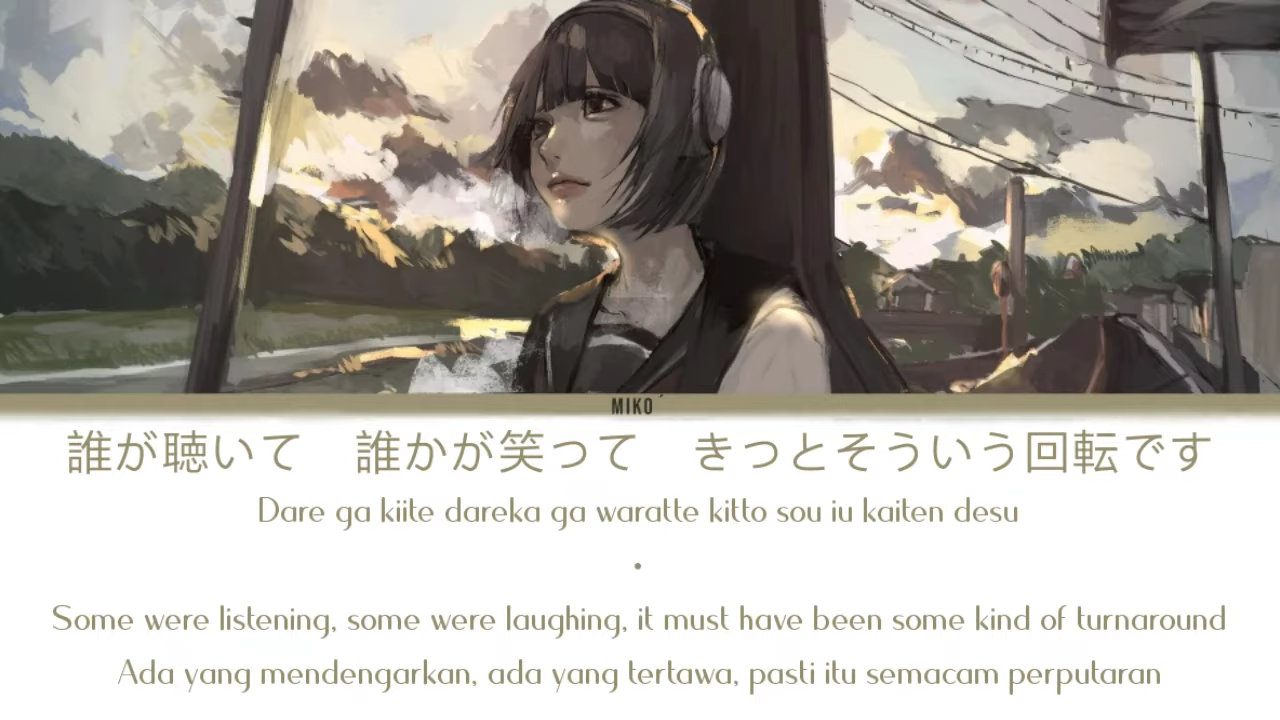 MIKO´
誰が聴いて　誰かが笑って　きっとそういう回転です
Dare ga kiite dareka ga waratte kitto sou iu kaiten desu
•
Some were listening, some were laughing, it must have been some kind of turnaround
Ada yang mendengarkan, ada yang tertawa, pasti itu semacam perputaran